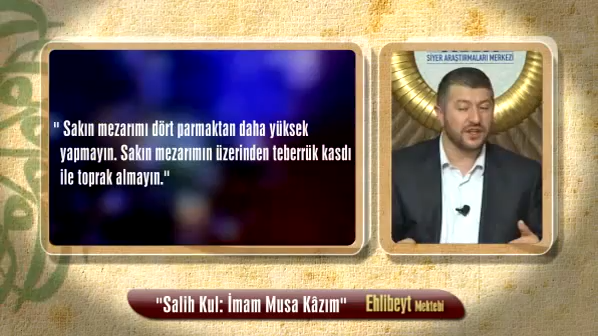 SİYER ARAŞTIRMALARI MERKEZİ
" Sakın mezarımı dört parmaktan daha yüksek
yapmayın. Sakın mezarımın üzerinden teberrük kasdı
ile toprak almayın."
"Salih Kul: İmam Musa Kâzım" Ehlibeyt Mektebi